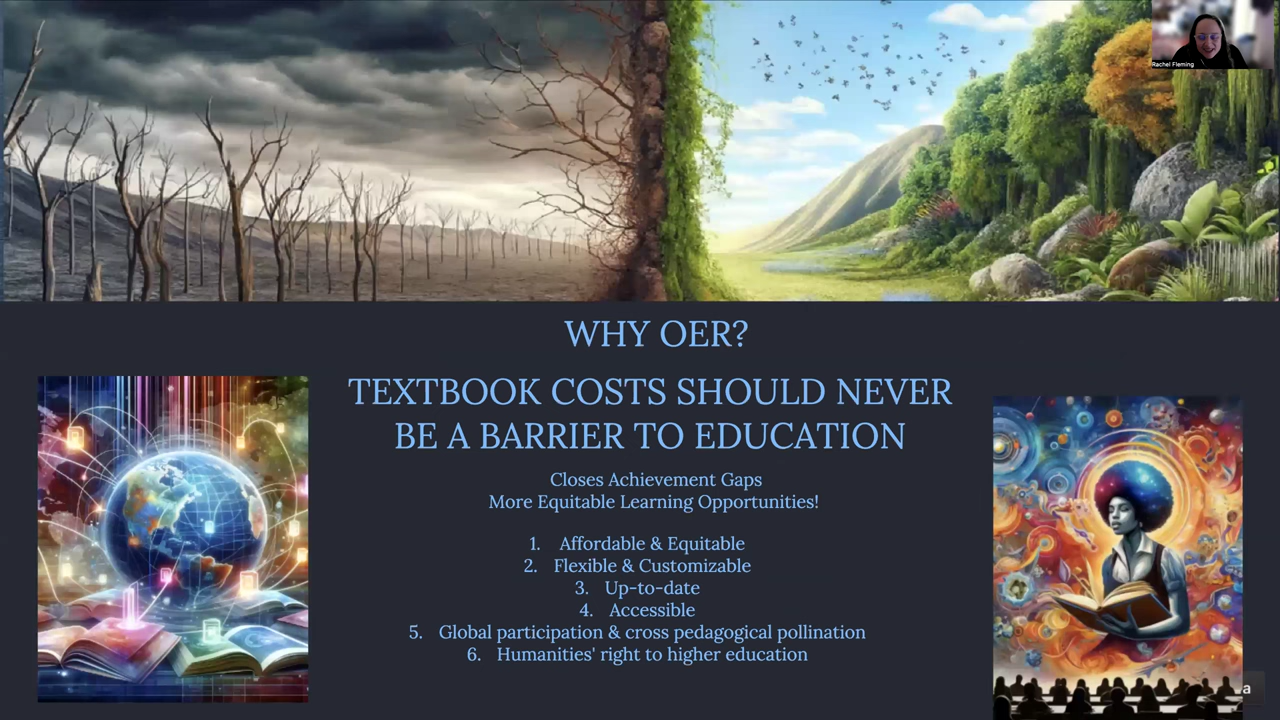 Rachel Fleming
WHY OER?
TEXTBOOK COSTS SHOULD NEVER
BE A BARRIER TO EDUCATION
Closes Achievement Gaps
More Equitable Learning Opportunities!
1. Affordable & Equitable
2. Flexible & Customizable
3. Up-to-date
4. Accessible
5. Global participation & cross pedagogical pollination
6. Humanities' right to higher education
a